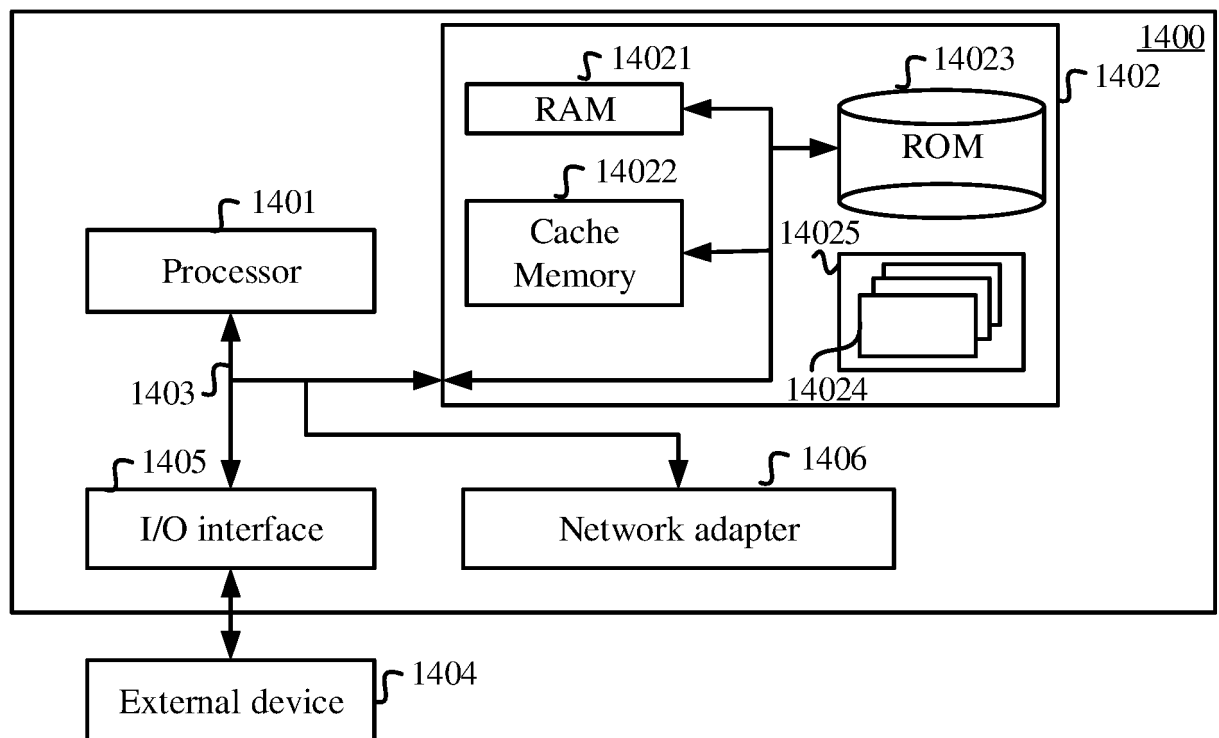 1400
14021
14023
1402
RAM
ROM
14022
1401
Cache
Memory
14025
Processor
1403
14024
1405
1406
I/O interface
Network adapter
1404
External device